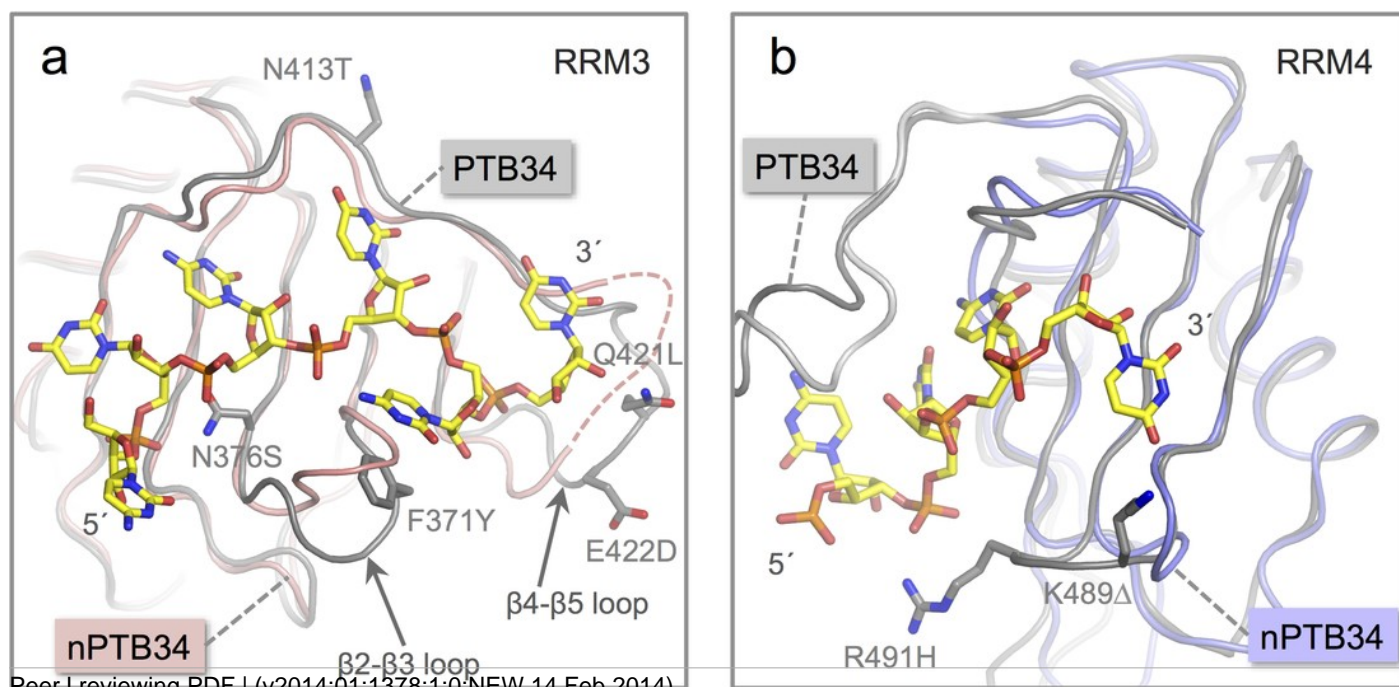 a
N413T
RRM3
PTB34
3´
Q421L
N376S
5´
F371Y
E422D
β4-β5 loop
nPTB34
β2-β3 loop
b
RRM4
PTB34
3´
5´
K489Δ
R491H
nPTB34
PeerJ reviewing PDF | (v2014:01:1378:1:0:NEW 14 Feb 2014)